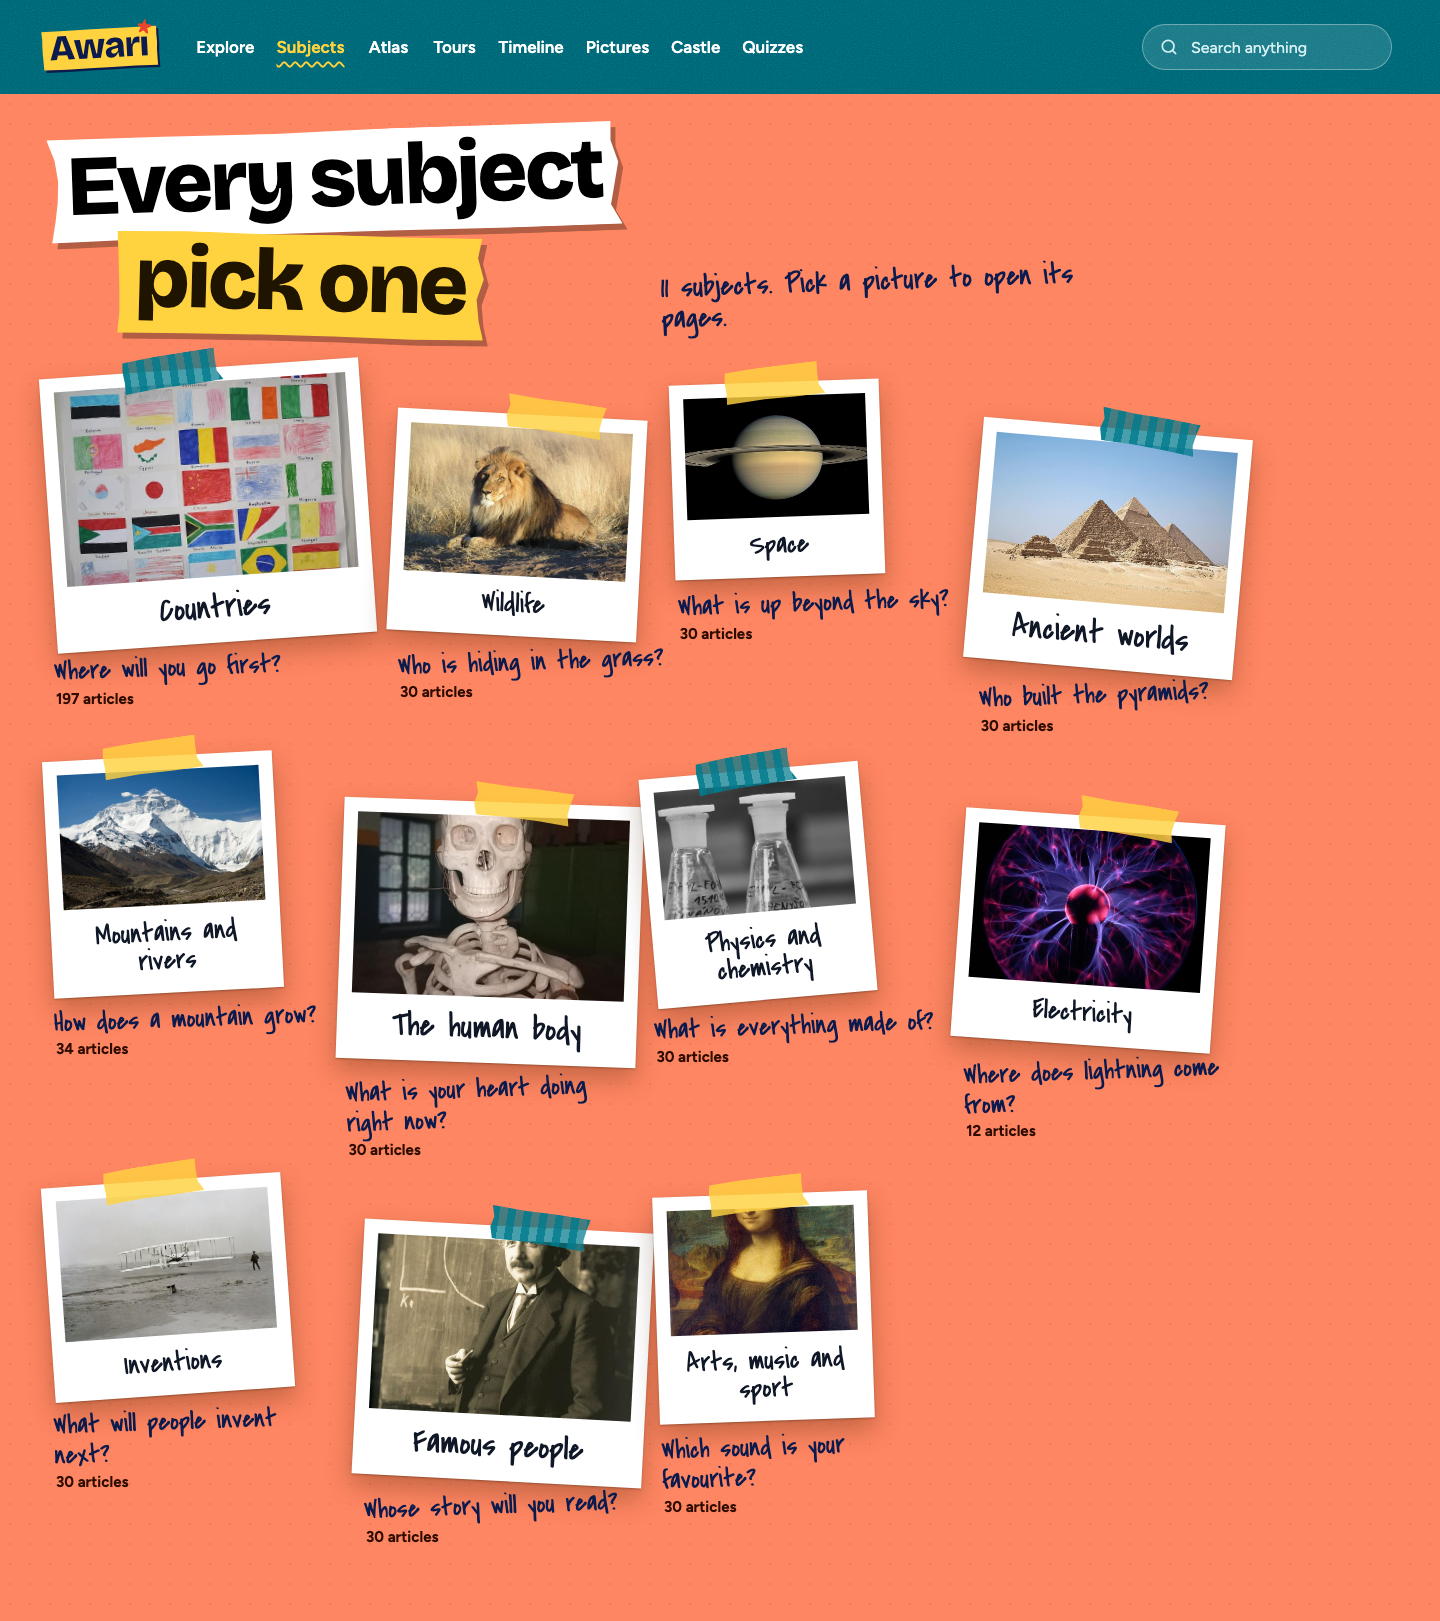 Awari
Explore Subjects Atlas Tours Timeline Pictures Castle Quizzes
Search anything
Every subject
pick one
11 subjects. Pick a picture to open its
pages.
Countries
Where will you go first?
197 articles
Wildlife
Who is hiding in the grass?
30 articles
Space
What is up beyond the sky?
30 articles
Ancient worlds
Who built the pyramids?
30 articles
Mountains and
rivers
How does a mountain grow?
34 articles
The human body
What is your heart doing
right now?
30 articles
Physics and
chemistry
What is everything made of?
30 articles
Electricity
Where does lightning come
from?
12 articles
Inventions
What will people invent
next?
30 articles
Famous people
Whose story will you read?
30 articles
Arts, music and
sport
Which sound is your
favourite?
30 articles